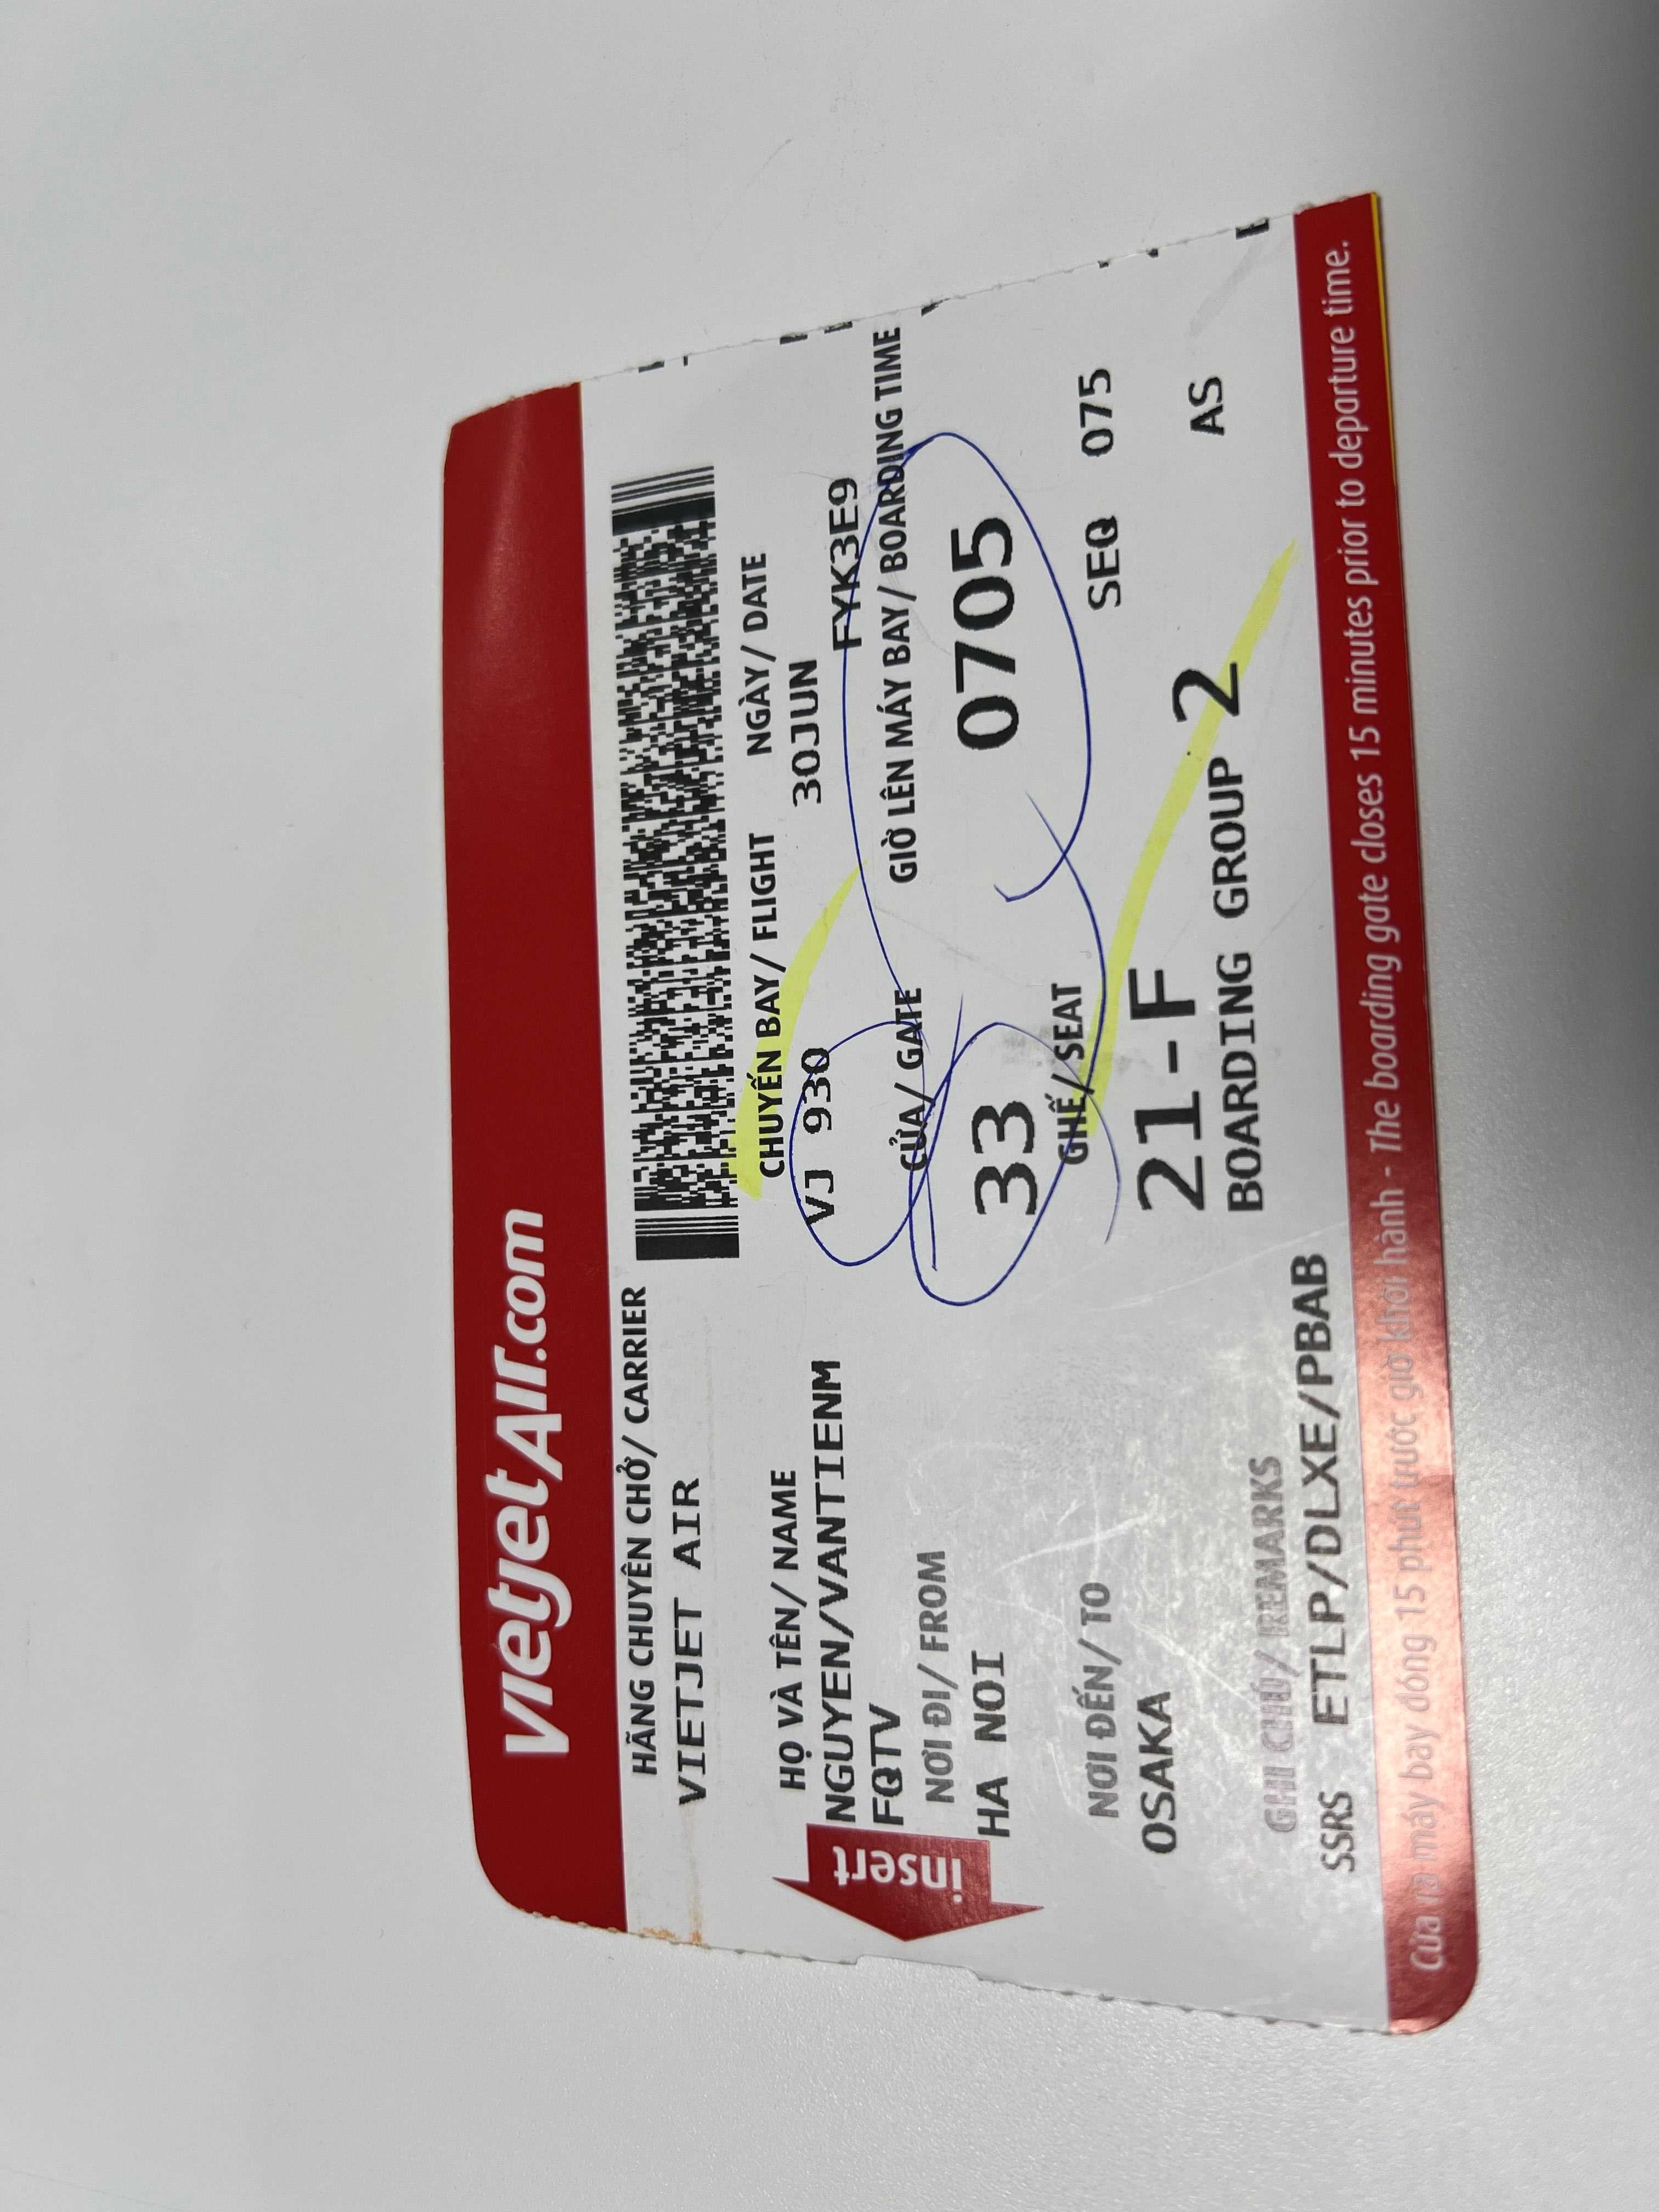 vietjetAir.com
HÃNG CHUYÊN CHỞ/ CARRIER
VIETJET AIR
HỌ VÀ TÊN/ NAME
NGUYEN/VANTIENM
FQTV
NƠI ĐI/ FROM
HA NOI
NƠI ĐẾN/ TO
OSAKA
GHI CHÚ/ REMARKS
SSRS ETLP/DLXE/PBAB
insert
CHUYẾN BAY/ FLIGHT NGÀY/ DATE
VJ 930 30JUN
FYK3E9
CỬA/ GATE GIỜ LÊN MÁY BAY/ BOARDING TIME
33 0705
GHẾ/ SEAT SEQ 075
21-F
BOARDING GROUP 2 AS
Cửa ra máy bay đóng 15 phút trước giờ khởi hành - The boarding gate closes 15 minutes prior to departure time.